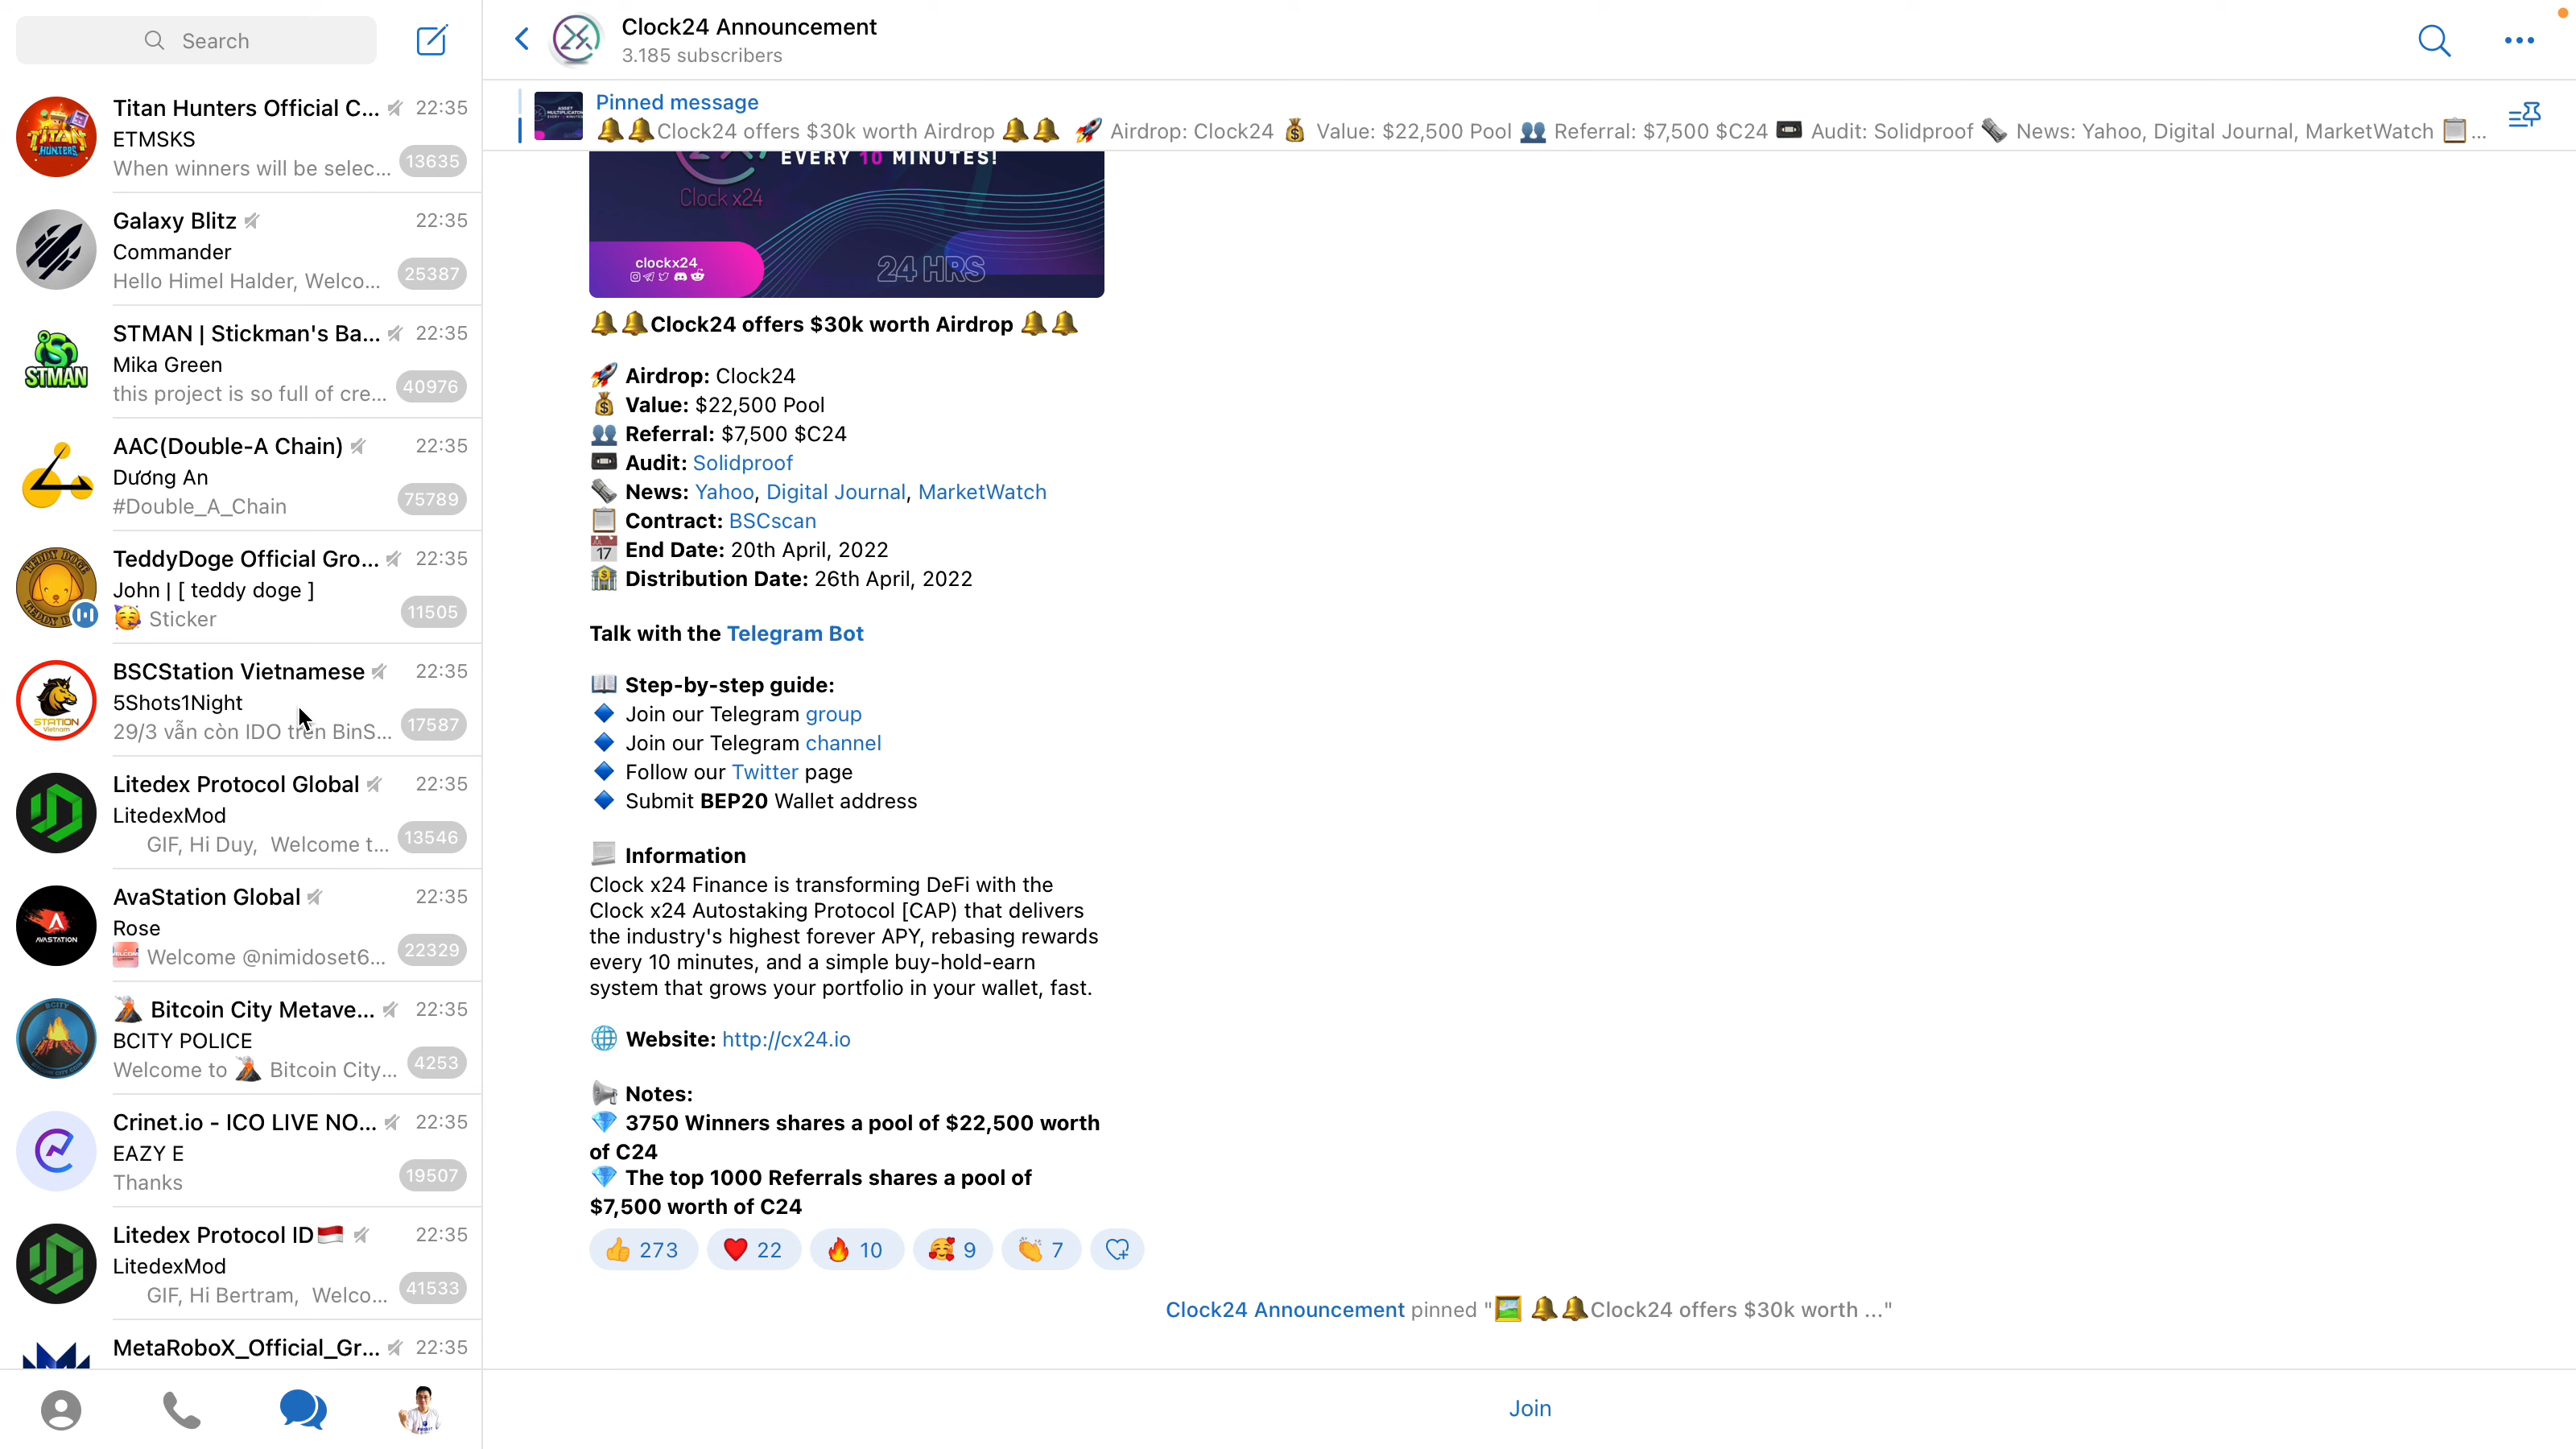 Search
Titan Hunters Official C... 22:35
ETMSKS
When winners will be selec... 13635
Galaxy Blitz 22:35
Commander
Hello Himel Halder, Welco... 25387
STMAN | Stickman's Ba... 22:35
Mika Green
this project is so full of cre... 40976
AAC(Double-A Chain) 22:35
Dương An
#Double_A_Chain 75789
TeddyDoge Official Gro... 22:35
John | [ teddy doge ]
🥳 Sticker 11505
BSCStation Vietnamese 22:35
5Shots1Night
29/3 vẫn còn IDO trên BinS... 17587
Litedex Protocol Global 22:35
LitedexMod
GIF, Hi Duy, Welcome t... 13546
AvaStation Global 22:35
Rose
Welcome @nimidoset6... 22329
🌋 Bitcoin City Metave... 22:35
BCITY POLICE
Welcome to 🌋 Bitcoin City... 4253
Crinet.io - ICO LIVE NO... 22:35
EAZY E
Thanks 19507
Litedex Protocol ID🇮🇩 22:35
LitedexMod
GIF, Hi Bertram, Welco... 41533
MetaRoboX_Official_Gr... 22:35
Clock24 Announcement
3.185 subscribers
Pinned message
🔔🔔Clock24 offers $30k worth Airdrop 🔔🔔 🚀 Airdrop: Clock24 💰 Value: $22,500 Pool 👥 Referral: $7,500 $C24 📼 Audit: Solidproof 🗞 News: Yahoo, Digital Journal, MarketWatch 📋...
EVERY 10 MINUTES!
Clock x24
clockx24
24 HRS
🔔🔔Clock24 offers $30k worth Airdrop 🔔🔔
🚀 Airdrop: Clock24
💰 Value: $22,500 Pool
👥 Referral: $7,500 $C24
📼 Audit: Solidproof
🗞 News: Yahoo, Digital Journal, MarketWatch
📋 Contract: BSCscan
📅 End Date: 20th April, 2022
🏦 Distribution Date: 26th April, 2022
Talk with the Telegram Bot
📖 Step-by-step guide:
🔹 Join our Telegram group
🔹 Join our Telegram channel
🔹 Follow our Twitter page
🔹 Submit BEP20 Wallet address
Information
Clock x24 Finance is transforming DeFi with the
Clock x24 Autostaking Protocol [CAP) that delivers
the industry's highest forever APY, rebasing rewards
every 10 minutes, and a simple buy-hold-earn
system that grows your portfolio in your wallet, fast.
🌐 Website: http://cx24.io
📢 Notes:
💎 3750 Winners shares a pool of $22,500 worth
of C24
💎 The top 1000 Referrals shares a pool of
$7,500 worth of C24
👍 273 ❤️ 22 🔥 10 🥰 9 👏 7
Clock24 Announcement pinned "🖼 🔔🔔Clock24 offers $30k worth ..."
Join